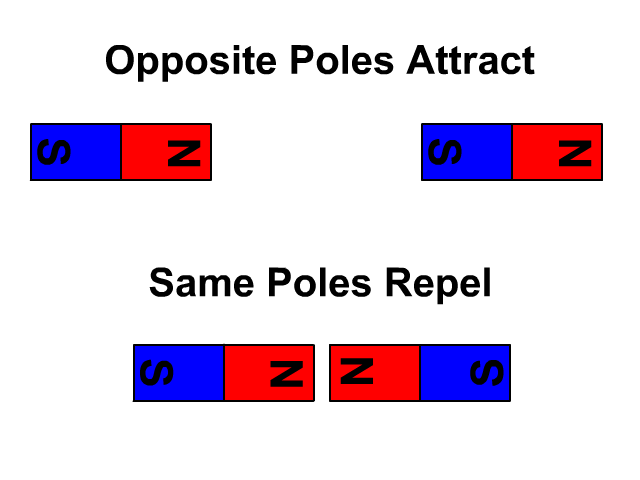 Opposite Poles Attract
S N S N
Same Poles Repel
S N N S